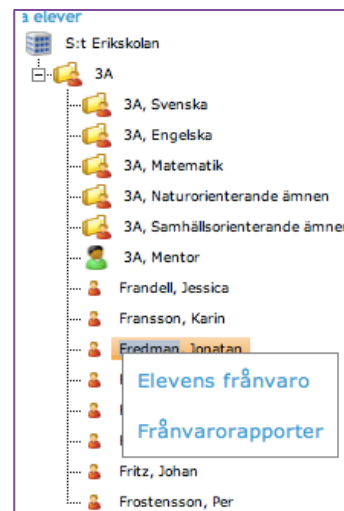 a elever
S:t Erikskolan
3A
3A, Svenska
3A, Engelska
3A, Matematik
3A, Naturorienterande ämnen
3A, Samhällsorienterande ämne
3A, Mentor
Frandell, Jessica
Fransson, Karin
Fredman, Jonatan
Elevens frånvaro
Frånvarorapporter
Fritz, Johan
Frostensson, Per